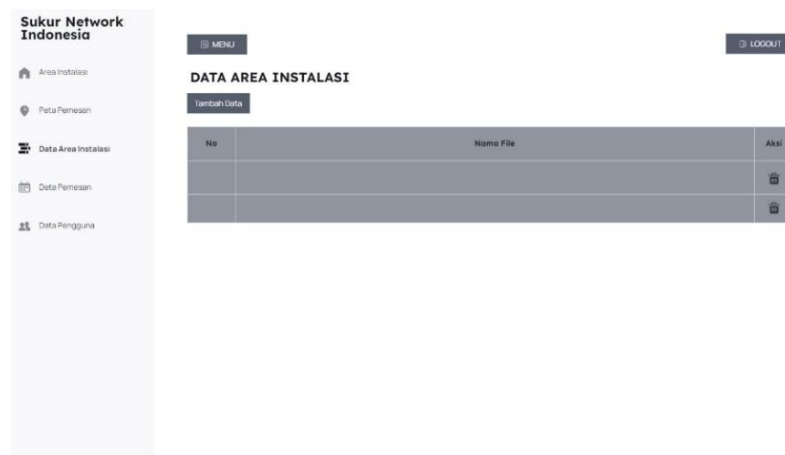 Sukur Network
Indonesia
MENU
LOGOUT
Area Instalasi
DATA AREA INSTALASI
Tambah Data
Peta Pemesan
No Nama File Aksi
Data Area Instalasi
Data Pemesan
Data Pengguna